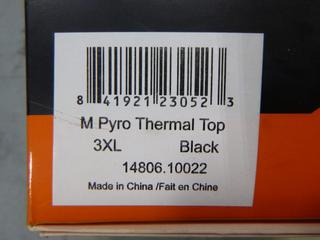 8 41921 23052 3
M Pyro Thermal Top
3XL Black
14806.10022
Made in China /Fait en Chine